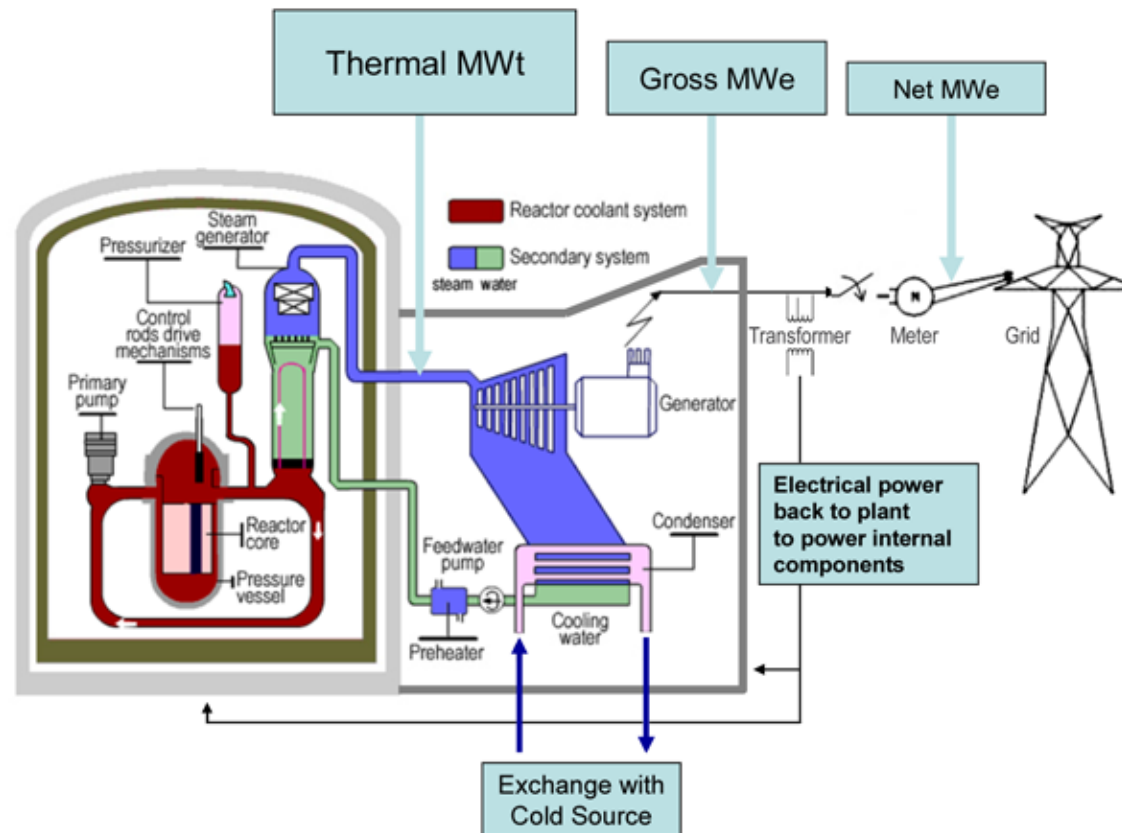 Thermal MWt
Gross MWe
Net MWe
Reactor coolant system
Secondary system
steam water
Steam
generator
Pressurizer
Control
rods drive
mechanisms
Primary
pump
Reactor
core
Pressure
vessel
Feedwater
pump
Preheater
Cooling
water
Condenser
Generator
Transformer
M
Meter
Grid
Electrical power
back to plant
to power internal
components
Exchange with
Cold Source